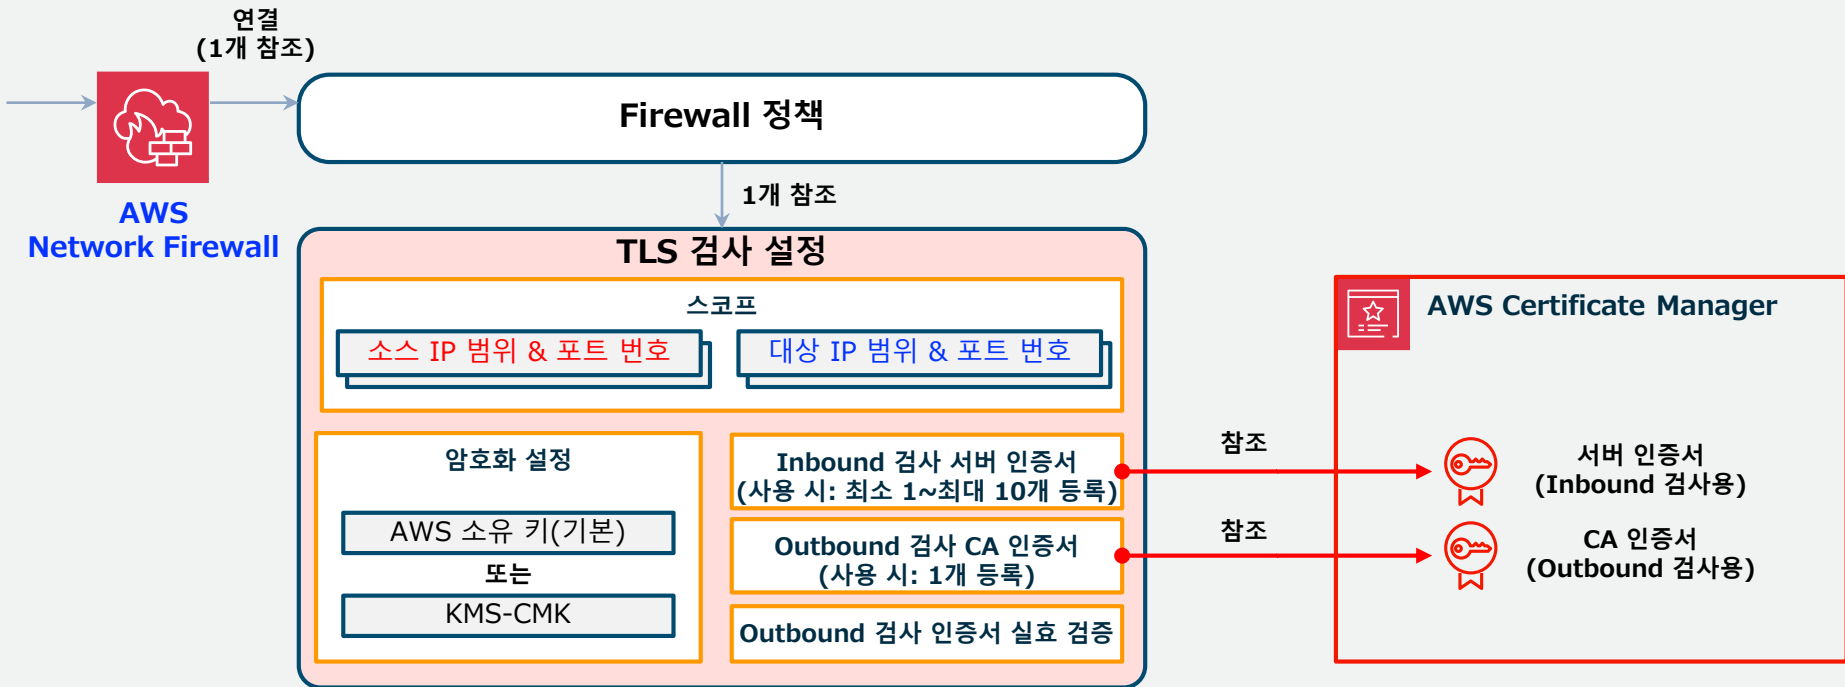 연결
(1개 참조)
Firewall 정책
AWS
Network Firewall
1개 참조
TLS 검사 설정
스코프
소스 IP 범위 & 포트 번호
대상 IP 범위 & 포트 번호
암호화 설정
AWS 소유 키(기본)
또는
KMS-CMK
Inbound 검사 서버 인증서
(사용 시: 최소 1~최대 10개 등록)
Outbound 검사 CA 인증서
(사용 시: 1개 등록)
Outbound 검사 인증서 실효 검증
참조
참조
AWS Certificate Manager
서버 인증서
(Inbound 검사용)
CA 인증서
(Outbound 검사용)